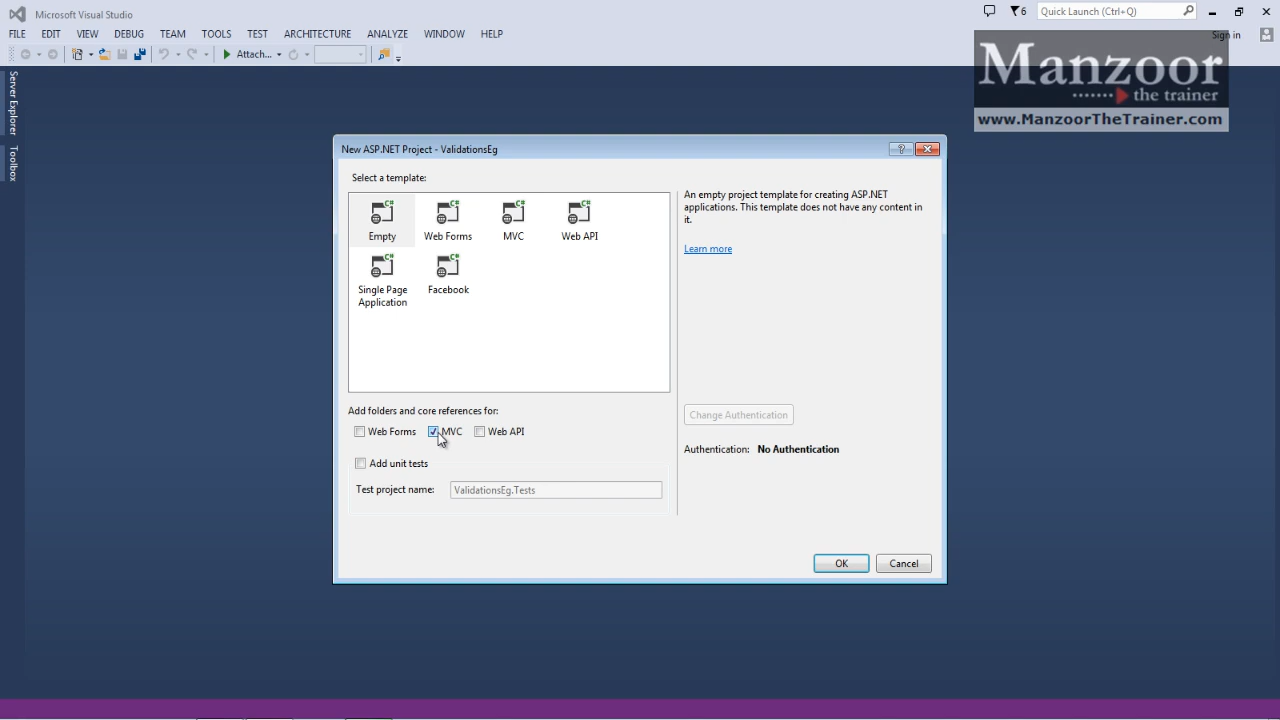 Microsoft Visual Studio
6
Quick Launch (Ctrl+Q)
FILE EDIT VIEW DEBUG TEAM TOOLS TEST ARCHITECTURE ANALYZE WINDOW HELP
Sign in
Attach...
Manzoor
the trainer
www.ManzoorTheTrainer.com
Server Explorer
Toolbox
New ASP.NET Project - ValidationsEg
?
Select a template:
C# C# C# C#
Empty Web Forms MVC Web API
C# C#
Single Page
Application
Facebook
An empty project template for creating ASP.NET
applications. This template does not have any content in
it.
Learn more
Add folders and core references for:
Web Forms MVC Web API
Add unit tests
Test project name: ValidationsEg.Tests
Change Authentication
Authentication: No Authentication
OK Cancel